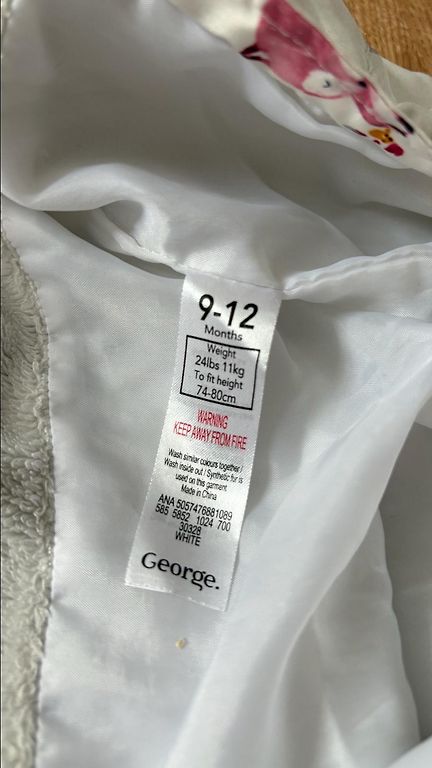 9-12
Months
Weight
24lbs 11kg
To fit height
74-80cm
WARNING
KEEP AWAY FROM FIRE
Wash similar colours together /
Wash inside out / Synthetic fur is
used on this garment
Made in China
ANA 5057476681089
585 5852 1024 700
30328
WHITE
George.